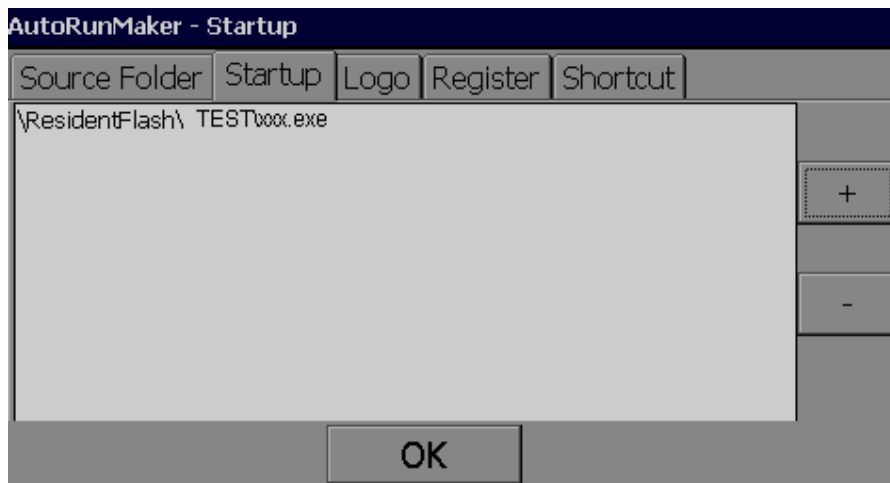 AutoRunMaker - Startup
Source Folder Startup Logo Register Shortcut
\ResidentFlash\ TEST\xxx.exe
+
-
OK